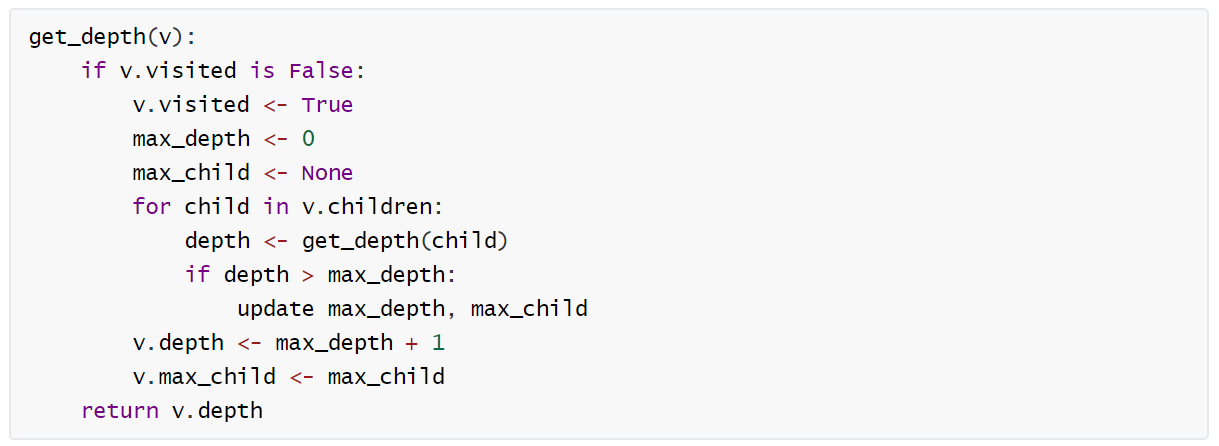 get_depth(v):
    if v.visited is False:
        v.visited <- True
        max_depth <- 0
        max_child <- None
        for child in v.children:
            depth <- get_depth(child)
            if depth > max_depth:
                update max_depth, max_child
        v.depth <- max_depth + 1
        v.max_child <- max_child
    return v.depth